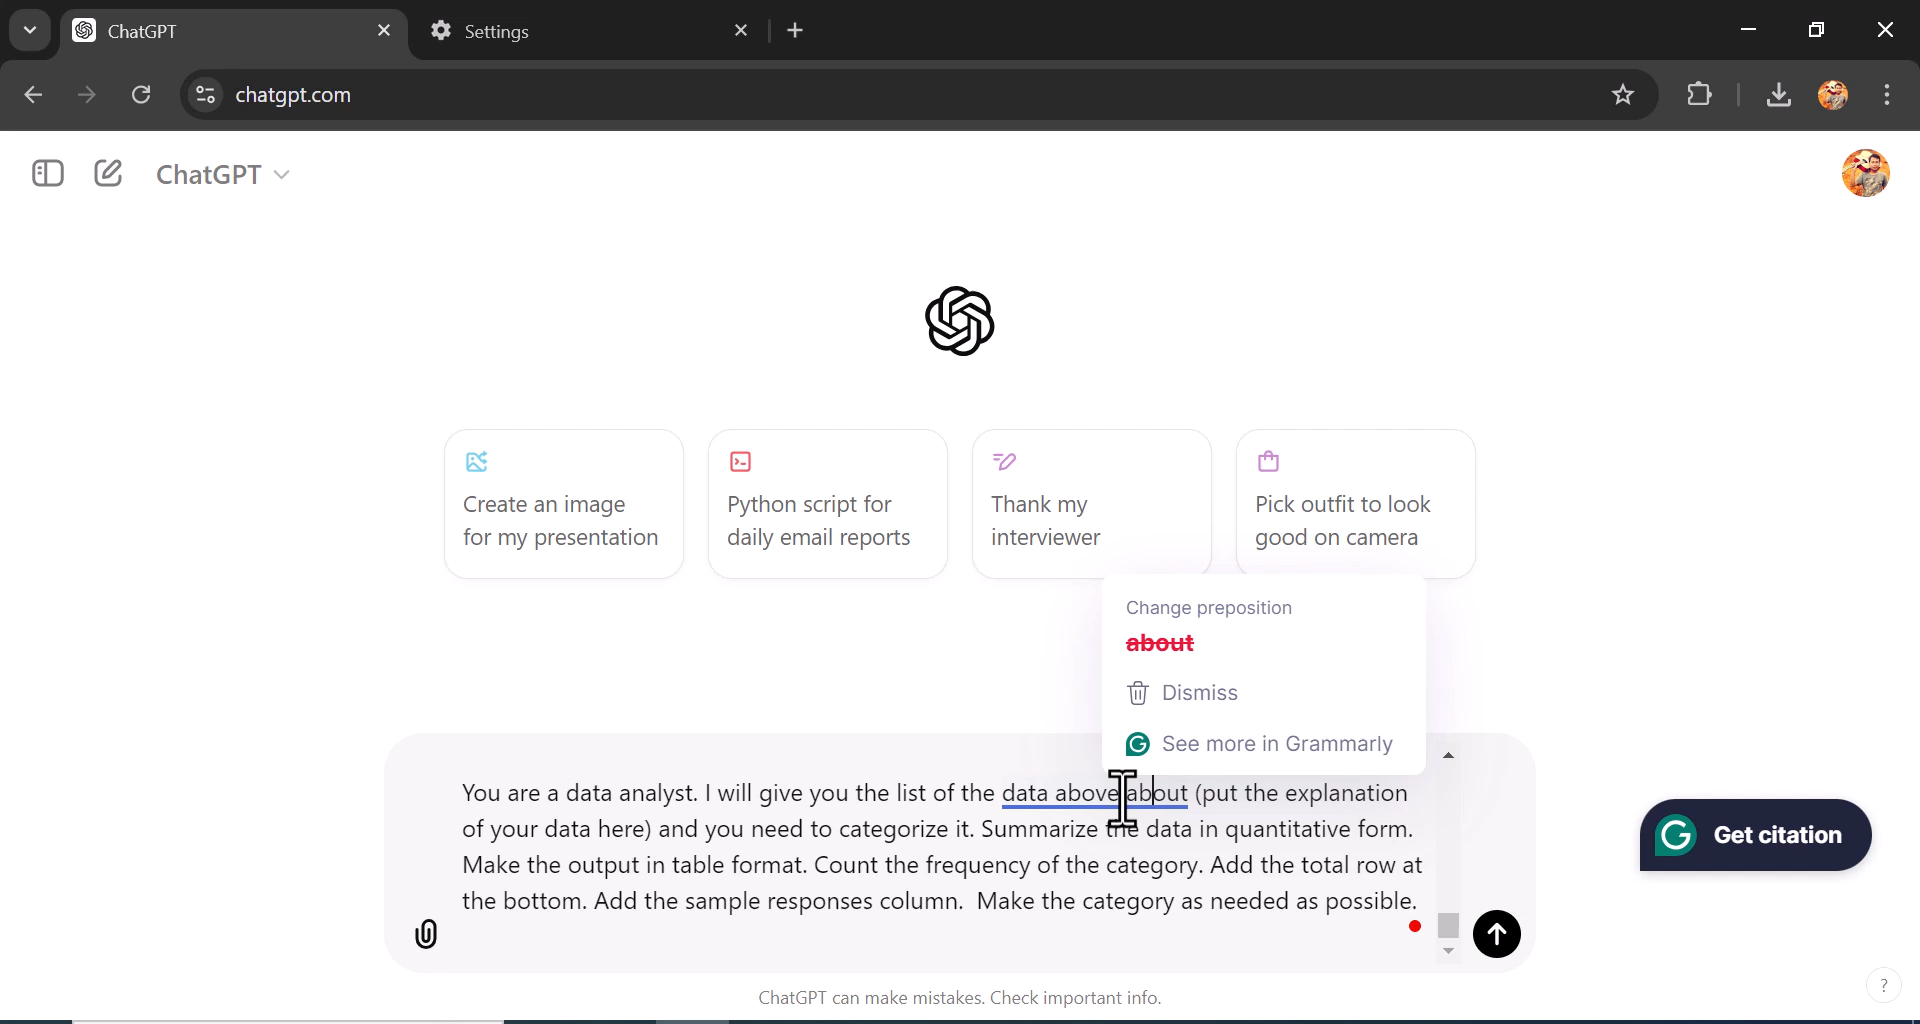 ChatGPT
Settings
chatgpt.com
ChatGPT
Create an image
for my presentation
Python script for
daily email reports
Thank my
interviewer
Pick outfit to look
good on camera
Change preposition
about
Dismiss
See more in Grammarly
You are a data analyst. I will give you the list of the data above about (put the explanation
of your data here) and you need to categorize it. Summarize the data in quantitative form.
Make the output in table format. Count the frequency of the category. Add the total row at
the bottom. Add the sample responses column.  Make the category as needed as possible.
Get citation
ChatGPT can make mistakes. Check important info.
?